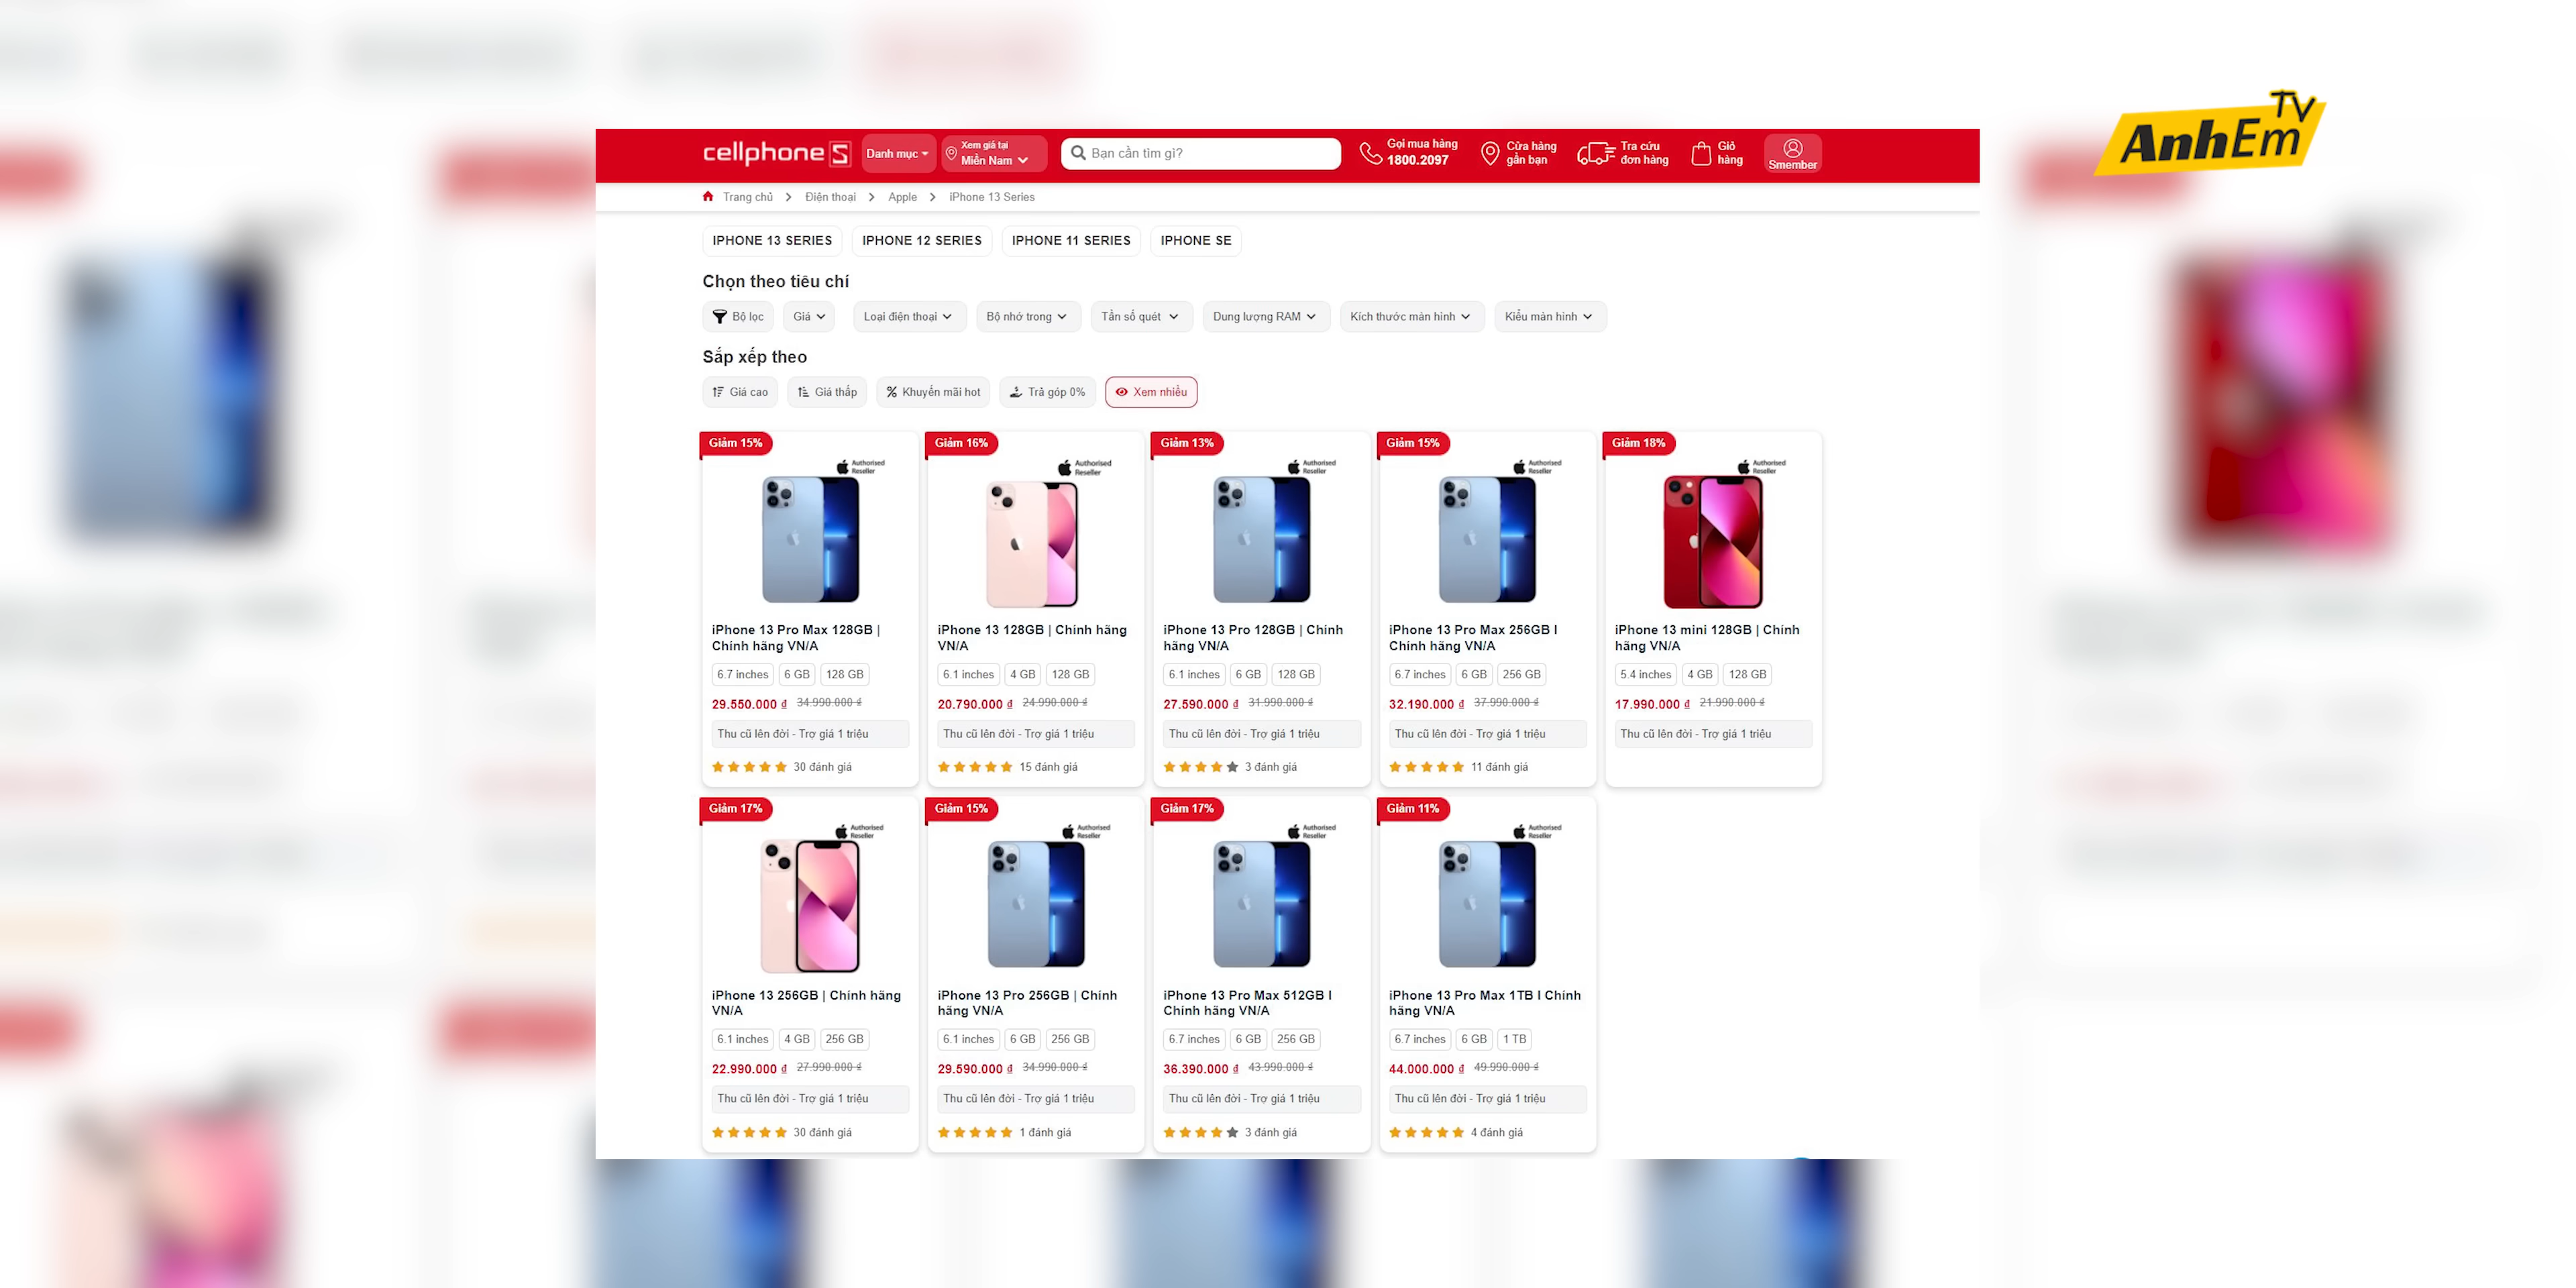 AnhEm TV
cellphoneS
Danh mục
Xem giá tại
Miền Nam
Bạn cần tìm gì?
Gọi mua hàng
1800.2097
Cửa hàng
gần bạn
Tra cứu
đơn hàng
Giỏ
hàng
Smember
Trang chủ > Điện thoại > Apple > iPhone 13 Series
IPHONE 13 SERIES IPHONE 12 SERIES IPHONE 11 SERIES IPHONE SE
Chọn theo tiêu chí
Bộ lọc Giá Loại điện thoại Bộ nhớ trong Tần số quét Dung lượng RAM Kích thước màn hình Kiểu màn hình
Sắp xếp theo
Giá cao Giá thấp Khuyến mãi hot Trả góp 0% Xem nhiều
Giảm 15%
Authorised
Reseller
iPhone 13 Pro Max 128GB |
Chính hãng VN/A
6.7 inches 6 GB 128 GB
29.550.000 ₫ 34.990.000 ₫
Thu cũ lên đời - Trợ giá 1 triệu
30 đánh giá
Giảm 16%
Authorised
Reseller
iPhone 13 128GB | Chính hãng
VN/A
6.1 inches 4 GB 128 GB
20.790.000 ₫ 24.990.000 ₫
Thu cũ lên đời - Trợ giá 1 triệu
15 đánh giá
Giảm 13%
Authorised
Reseller
iPhone 13 Pro 128GB | Chính
hãng VN/A
6.1 inches 6 GB 128 GB
27.590.000 ₫ 31.990.000 ₫
Thu cũ lên đời - Trợ giá 1 triệu
3 đánh giá
Giảm 15%
Authorised
Reseller
iPhone 13 Pro Max 256GB I
Chính hãng VN/A
6.7 inches 6 GB 256 GB
32.190.000 ₫ 37.990.000 ₫
Thu cũ lên đời - Trợ giá 1 triệu
11 đánh giá
Giảm 18%
Authorised
Reseller
iPhone 13 mini 128GB | Chính
hãng VN/A
5.4 inches 4 GB 128 GB
17.990.000 ₫ 21.990.000 ₫
Thu cũ lên đời - Trợ giá 1 triệu
Giảm 17%
Authorised
Reseller
iPhone 13 256GB | Chính hãng
VN/A
6.1 inches 4 GB 256 GB
22.990.000 ₫ 27.990.000 ₫
Thu cũ lên đời - Trợ giá 1 triệu
30 đánh giá
Giảm 15%
Authorised
Reseller
iPhone 13 Pro 256GB | Chính
hãng VN/A
6.1 inches 6 GB 256 GB
29.590.000 ₫ 34.990.000 ₫
Thu cũ lên đời - Trợ giá 1 triệu
1 đánh giá
Giảm 17%
Authorised
Reseller
iPhone 13 Pro Max 512GB I
Chính hãng VN/A
6.7 inches 6 GB 256 GB
36.390.000 ₫ 43.990.000 ₫
Thu cũ lên đời - Trợ giá 1 triệu
3 đánh giá
Giảm 11%
Authorised
Reseller
iPhone 13 Pro Max 1TB I Chính
hãng VN/A
6.7 inches 6 GB 1 TB
44.000.000 ₫ 49.990.000 ₫
Thu cũ lên đời - Trợ giá 1 triệu
4 đánh giá